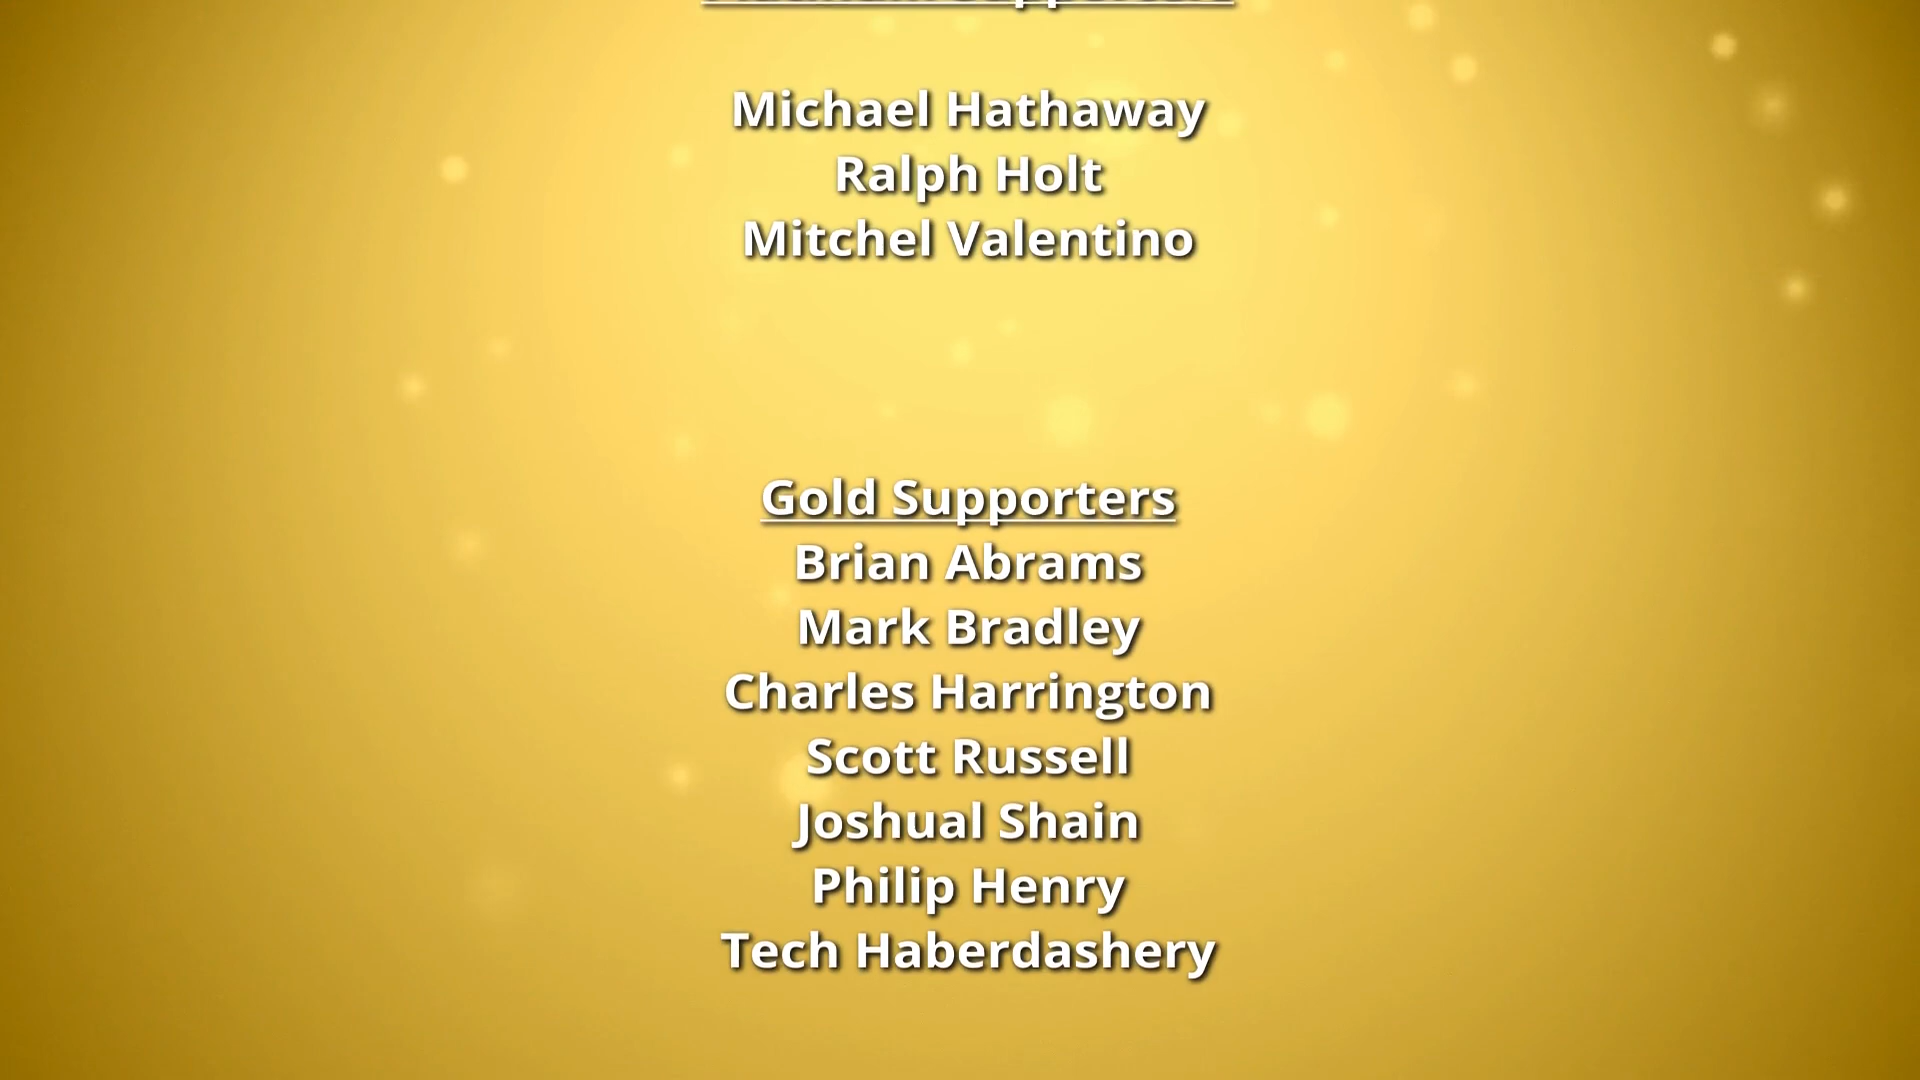 Michael Hathaway
Ralph Holt
Mitchel Valentino
Gold Supporters
Brian Abrams
Mark Bradley
Charles Harrington
Scott Russell
Joshual Shain
Philip Henry
Tech Haberdashery